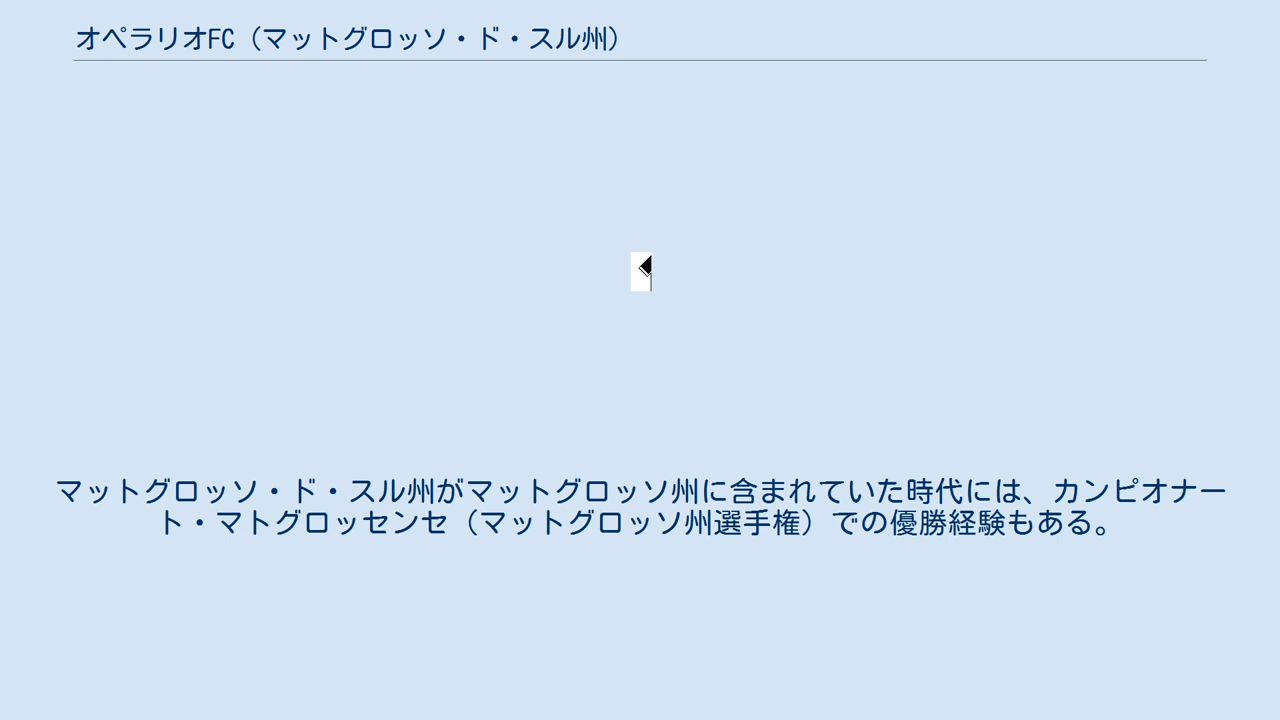 オペラリオFC（マットグロッソ・ド・スル州）
マットグロッソ・ド・スル州がマットグロッソ州に含まれていた時代には、カンピオナー
ト・マトグロッセンセ（マットグロッソ州選手権）での優勝経験もある。